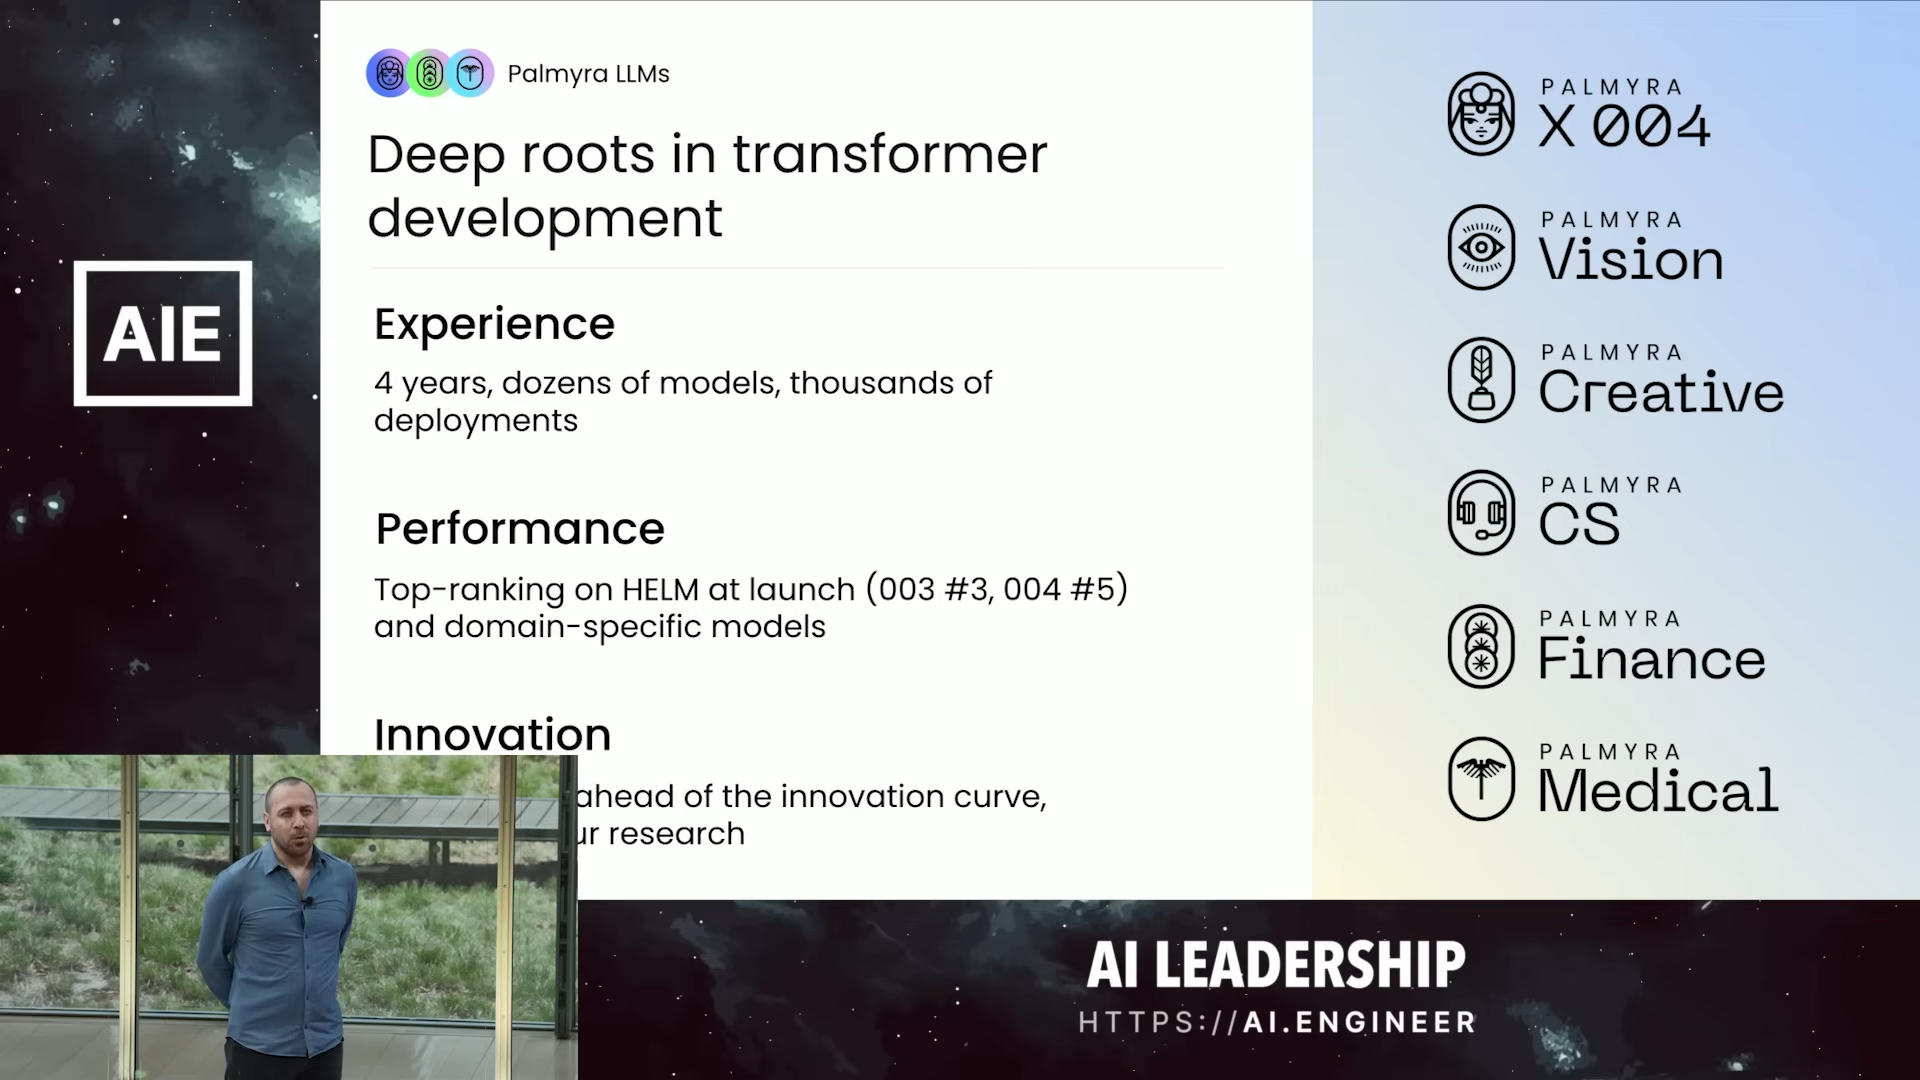 AIE
Palmyra LLMs
Deep roots in transformer
development
Experience
4 years, dozens of models, thousands of
deployments
Performance
Top-ranking on HELM at launch (003 #3, 004 #5)
and domain-specific models
Innovation
ahead of the innovation curve,
research
PALMYRA
X 004
PALMYRA
Vision
PALMYRA
Creative
PALMYRA
CS
PALMYRA
Finance
PALMYRA
Medical
AI LEADERSHIP
HTTPS://AI.ENGINEER